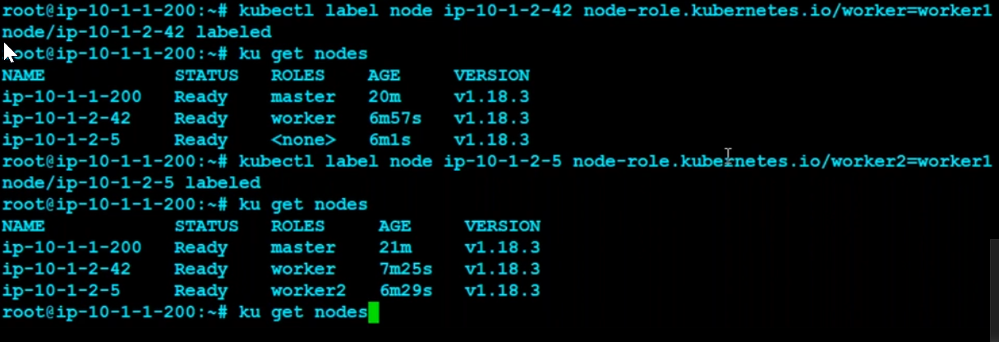 root@ip-10-1-1-200:~# kubectl label node ip-10-1-2-42 node-role.kubernetes.io/worker=worker1
node/ip-10-1-2-42 labeled
root@ip-10-1-1-200:~# ku get nodes
NAME STATUS ROLES AGE VERSION
ip-10-1-1-200 Ready master 20m v1.18.3
ip-10-1-2-42 Ready worker 6m57s v1.18.3
ip-10-1-2-5 Ready <none> 6m1s v1.18.3
root@ip-10-1-1-200:~# kubectl label node ip-10-1-2-5 node-role.kubernetes.io/worker2=worker1
node/ip-10-1-2-5 labeled
root@ip-10-1-1-200:~# ku get nodes
NAME STATUS ROLES AGE VERSION
ip-10-1-1-200 Ready master 21m v1.18.3
ip-10-1-2-42 Ready worker 7m25s v1.18.3
ip-10-1-2-5 Ready worker2 6m29s v1.18.3
root@ip-10-1-1-200:~# ku get nodes